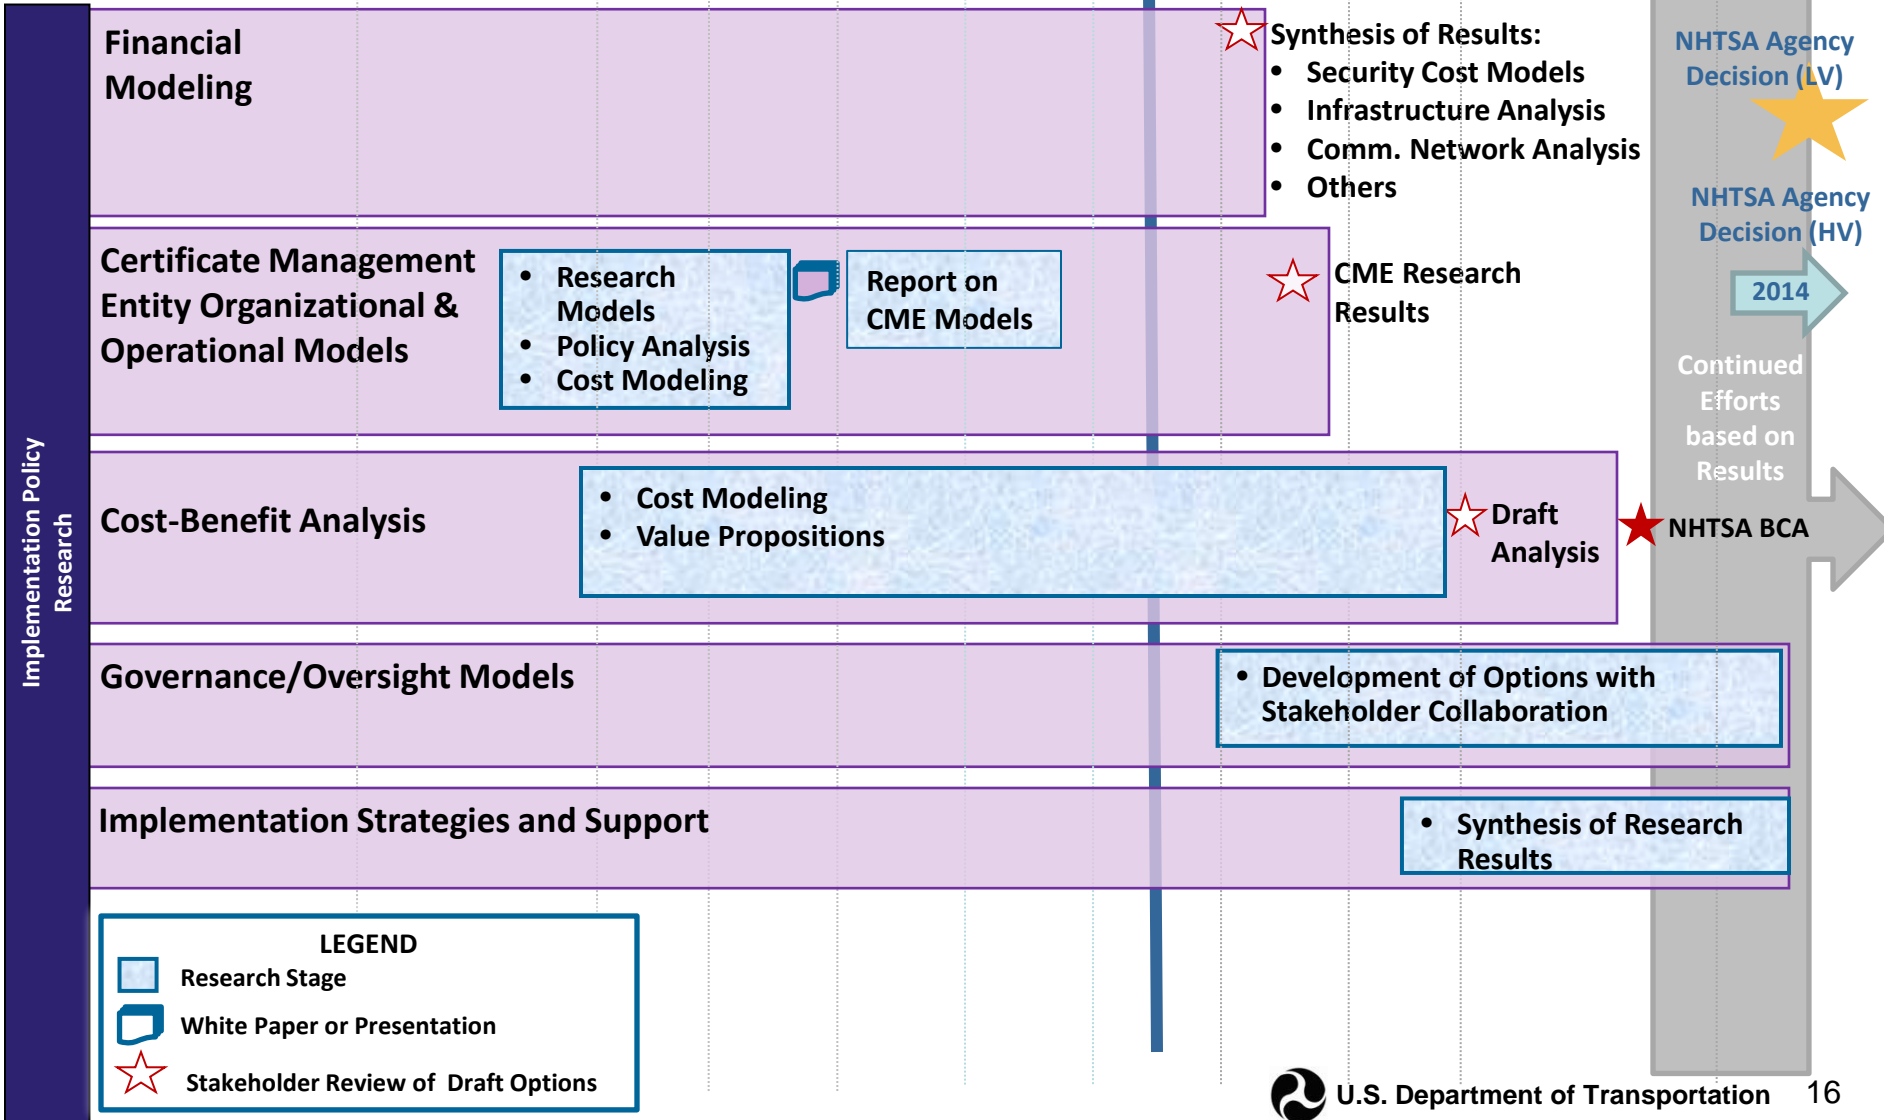 Implementation Policy
Research
Financial
Modeling
Synthesis of Results:
• Security Cost Models
• Infrastructure Analysis
• Comm. Network Analysis
• Others
NHTSA Agency
Decision (LV)
NHTSA Agency
Decision (HV)
2014
Continued
Efforts
based on
Results
Certificate Management
Entity Organizational &
Operational Models
• Research
Models
• Policy Analysis
• Cost Modeling
Report on
CME Models
CME Research
Results
Cost-Benefit Analysis
• Cost Modeling
• Value Propositions
Draft
Analysis
NHTSA BCA
Governance/Oversight Models
• Development of Options with
Stakeholder Collaboration
Implementation Strategies and Support
• Synthesis of Research
Results
LEGEND
Research Stage
White Paper or Presentation
Stakeholder Review of Draft Options
U.S. Department of Transportation 16